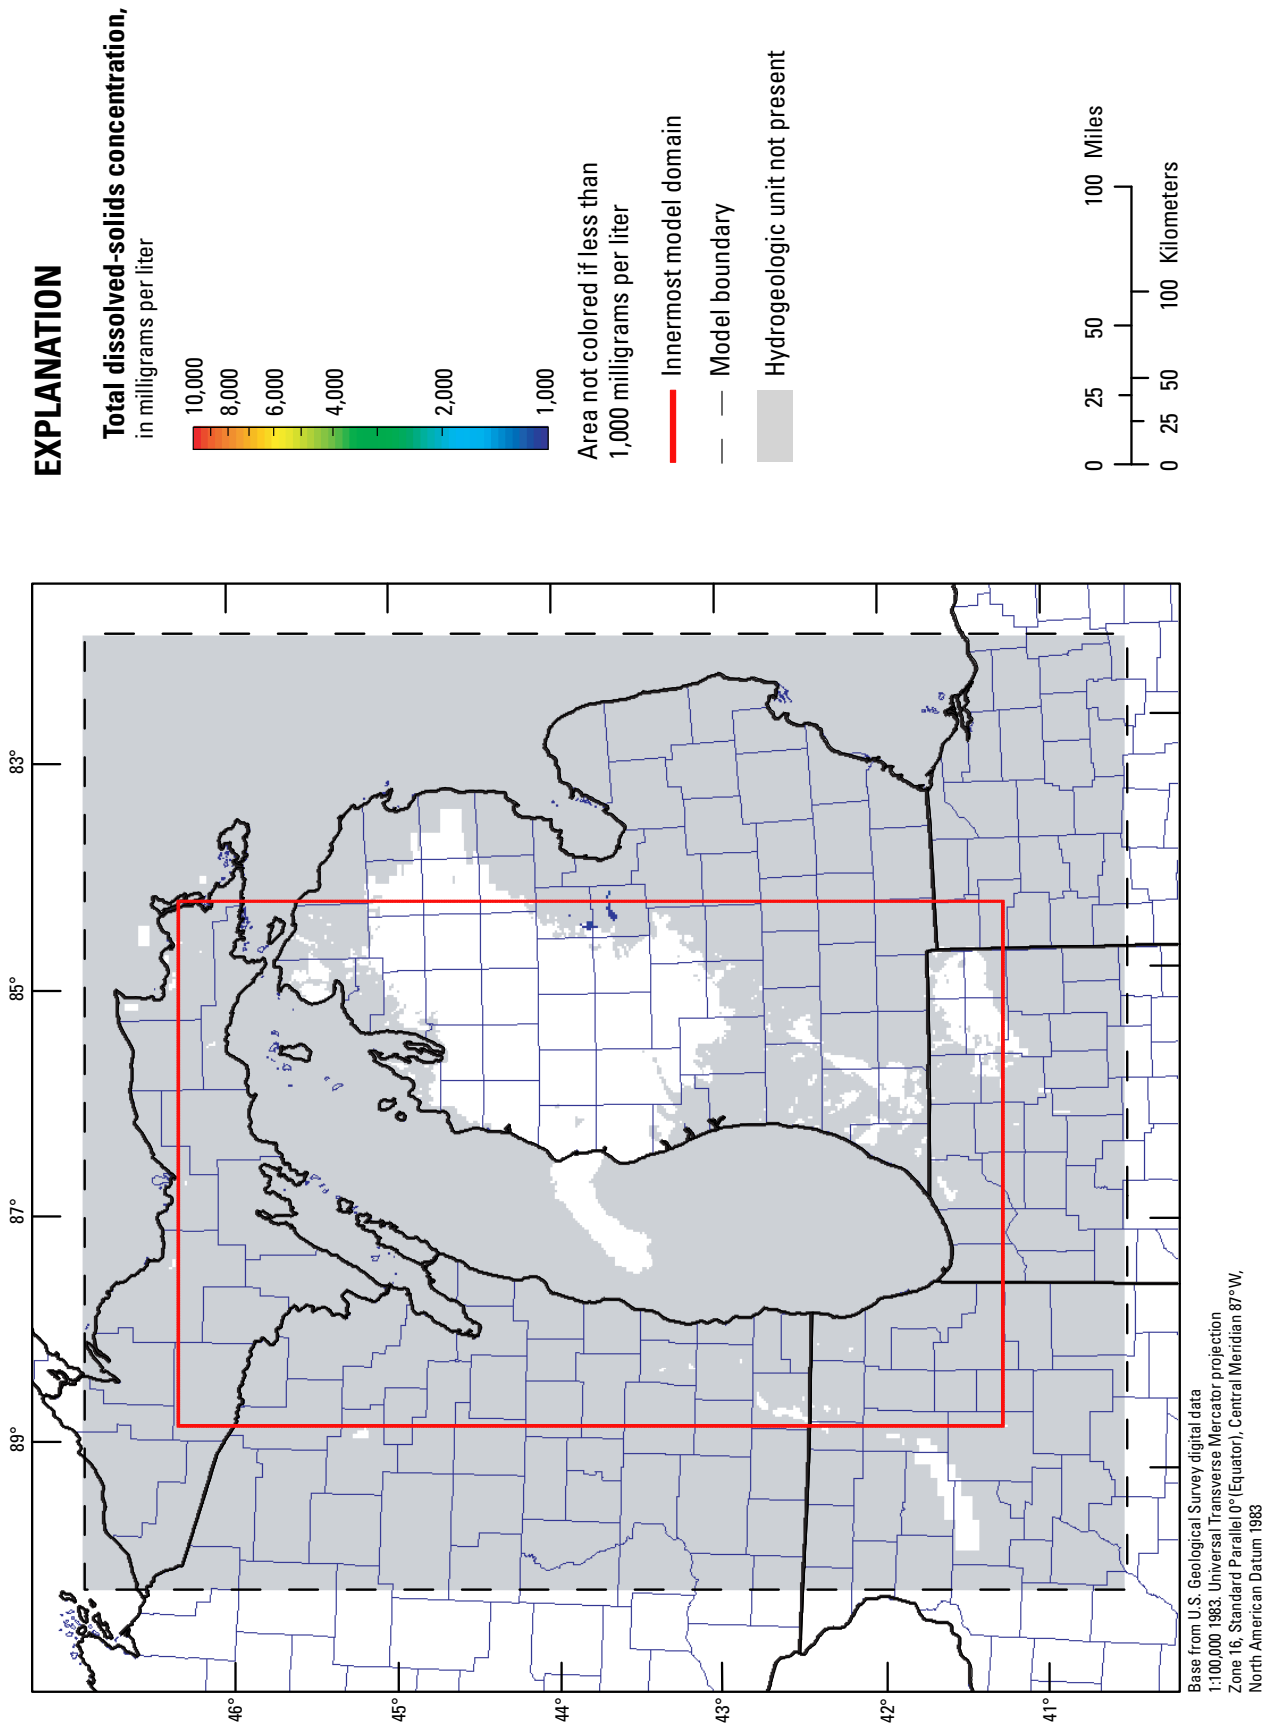 EXPLANATION
Total dissolved-solids concentration,
in milligrams per liter
10,000
8,000
6,000
4,000
2,000
1,000
Area not colored if less than
1,000 milligrams per liter
Innermost model domain
Model boundary
Hydrogeologic unit not present
0 25 50 100 Miles
0 25 50 100 Kilometers
89°
87°
85°
83°
46°
45°
44°
43°
42°
41°
Base from U.S. Geological Survey digital data
1:100,000 1983. Universal Transverse Mercator projection
Zone 16, Standard Parallel 0° (Equator), Central Meridian 87° W,
North American Datum 1983